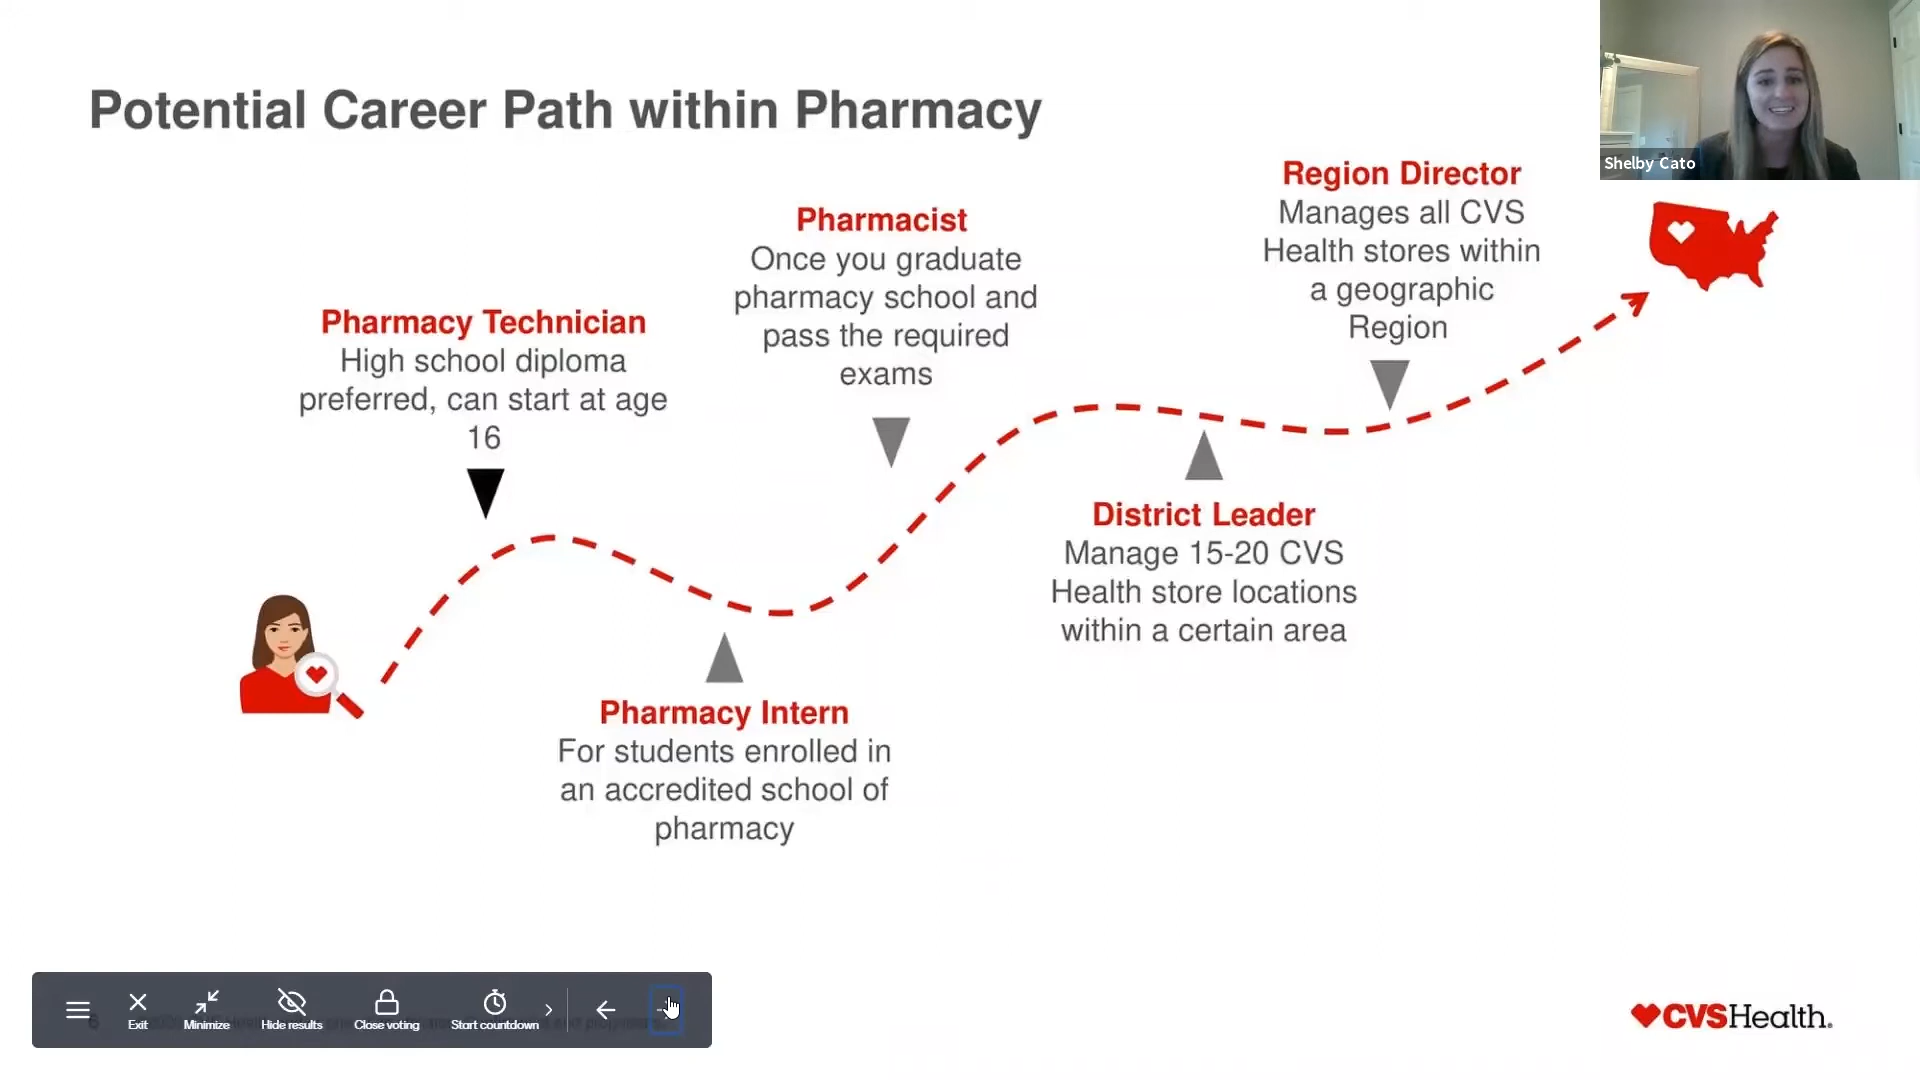 Potential Career Path within Pharmacy
Shelby Cato
Pharmacy Technician
High school diploma
preferred, can start at age
16
Pharmacy Intern
For students enrolled in
an accredited school of
pharmacy
Pharmacist
Once you graduate
pharmacy school and
pass the required
exams
District Leader
Manage 15-20 CVS
Health store locations
within a certain area
Region Director
Manages all CVS
Health stores within
a geographic
Region
Exit
Minimize
Hide results
Close voting
Start countdown
CVSHealth.